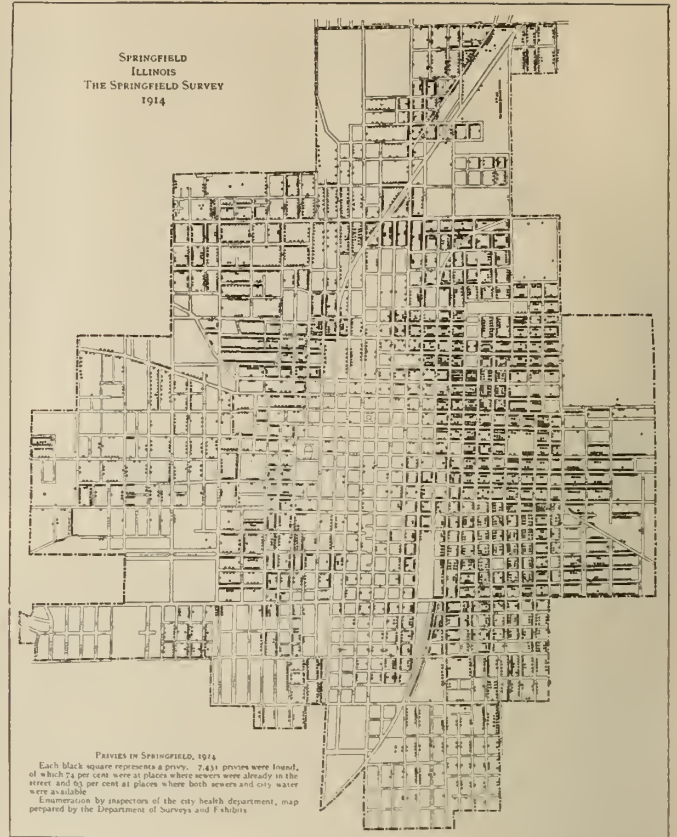 SPRINGFIELD
ILLINOIS
THE SPRINGFIELD SURVEY
1914
PRIVIES IN SPRINGFIELD, 1914
Each black square represents a privy. 7,431 privies were found,
of which 74 per cent were at places where sewers were already in the
street and 63 per cent at places where both sewers and city water
were available
Enumeration by inspectors of the city health department, map
prepared by the Department of Surveys and Exhibits